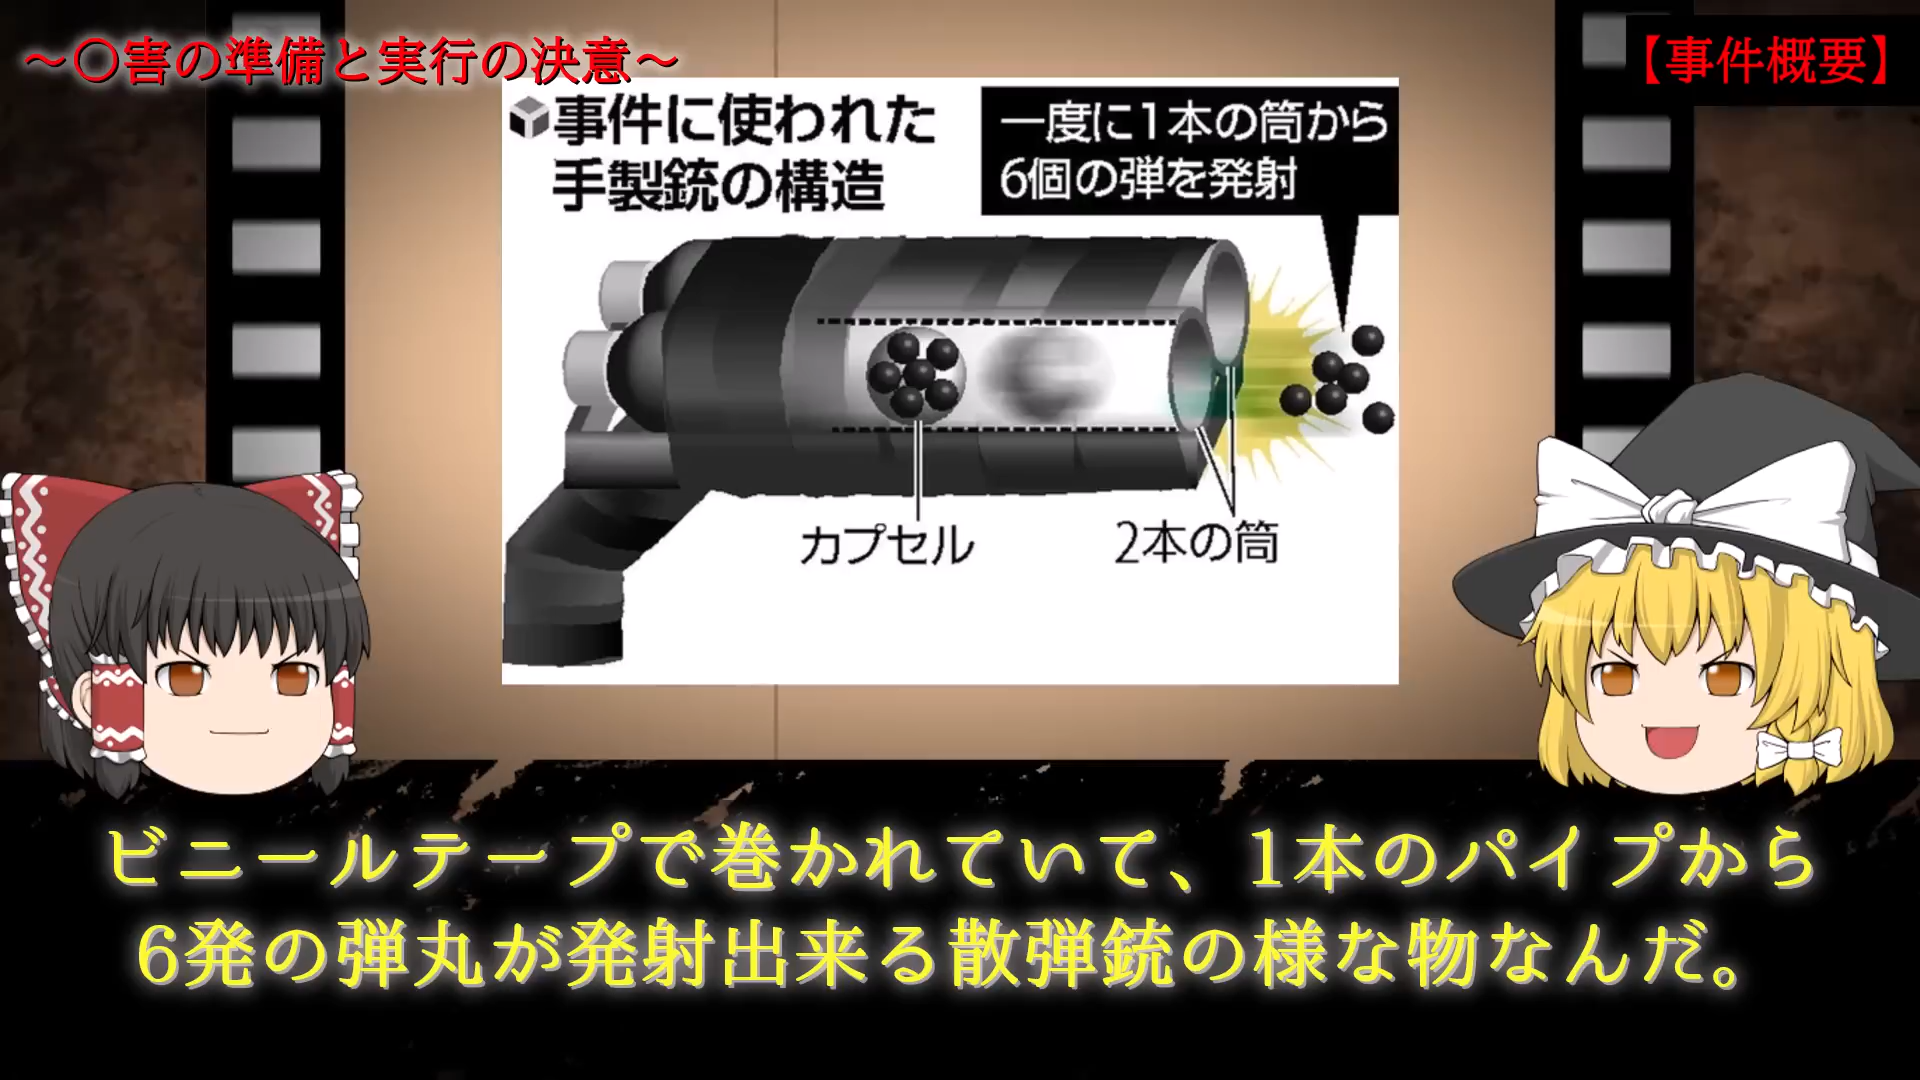 ～〇害の準備と実行の決意～
【事件概要】
事件に使われた
手製銃の構造
一度に1本の筒から
6個の弾を発射
カプセル
2本の筒
ビニールテープで巻かれていて、1本のパイプから
6発の弾丸が発射出来る散弾銃の様な物なんだ。